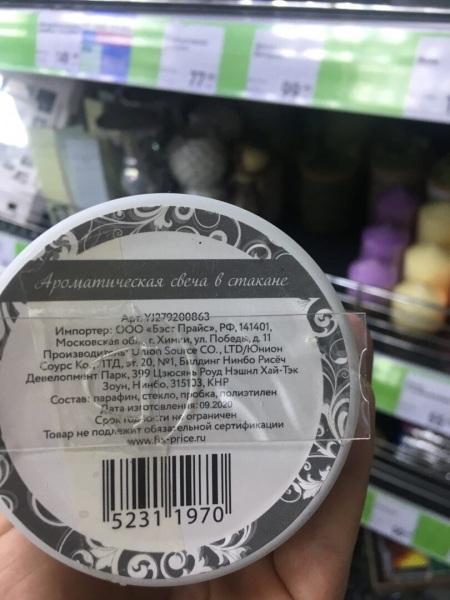 77
99
Ароматическая свеча в стакане
Арт. YJ279200863
Импортер: ООО «Бэст Прайс», РФ, 141401,
Московская обл., г. Химки, ул. Победы, д. 11
Производитель: Union Source CO., LTD/Юнион
Соурс Ко., ЛТД, эт. 20, №1, Билдинг Нинбо Рисёч
Девелопмент Парк, 399 Цзюсянь Роуд Нэшнл Хай-Тэк
Зоун, Нинбо, 315103, КНР
Состав: парафин, стекло, пробка, полиэтилен
Дата изготовления: 09.2020
Срок годности не ограничен
Товар не подлежит обязательной сертификации
www.fix-price.ru
5231 1970